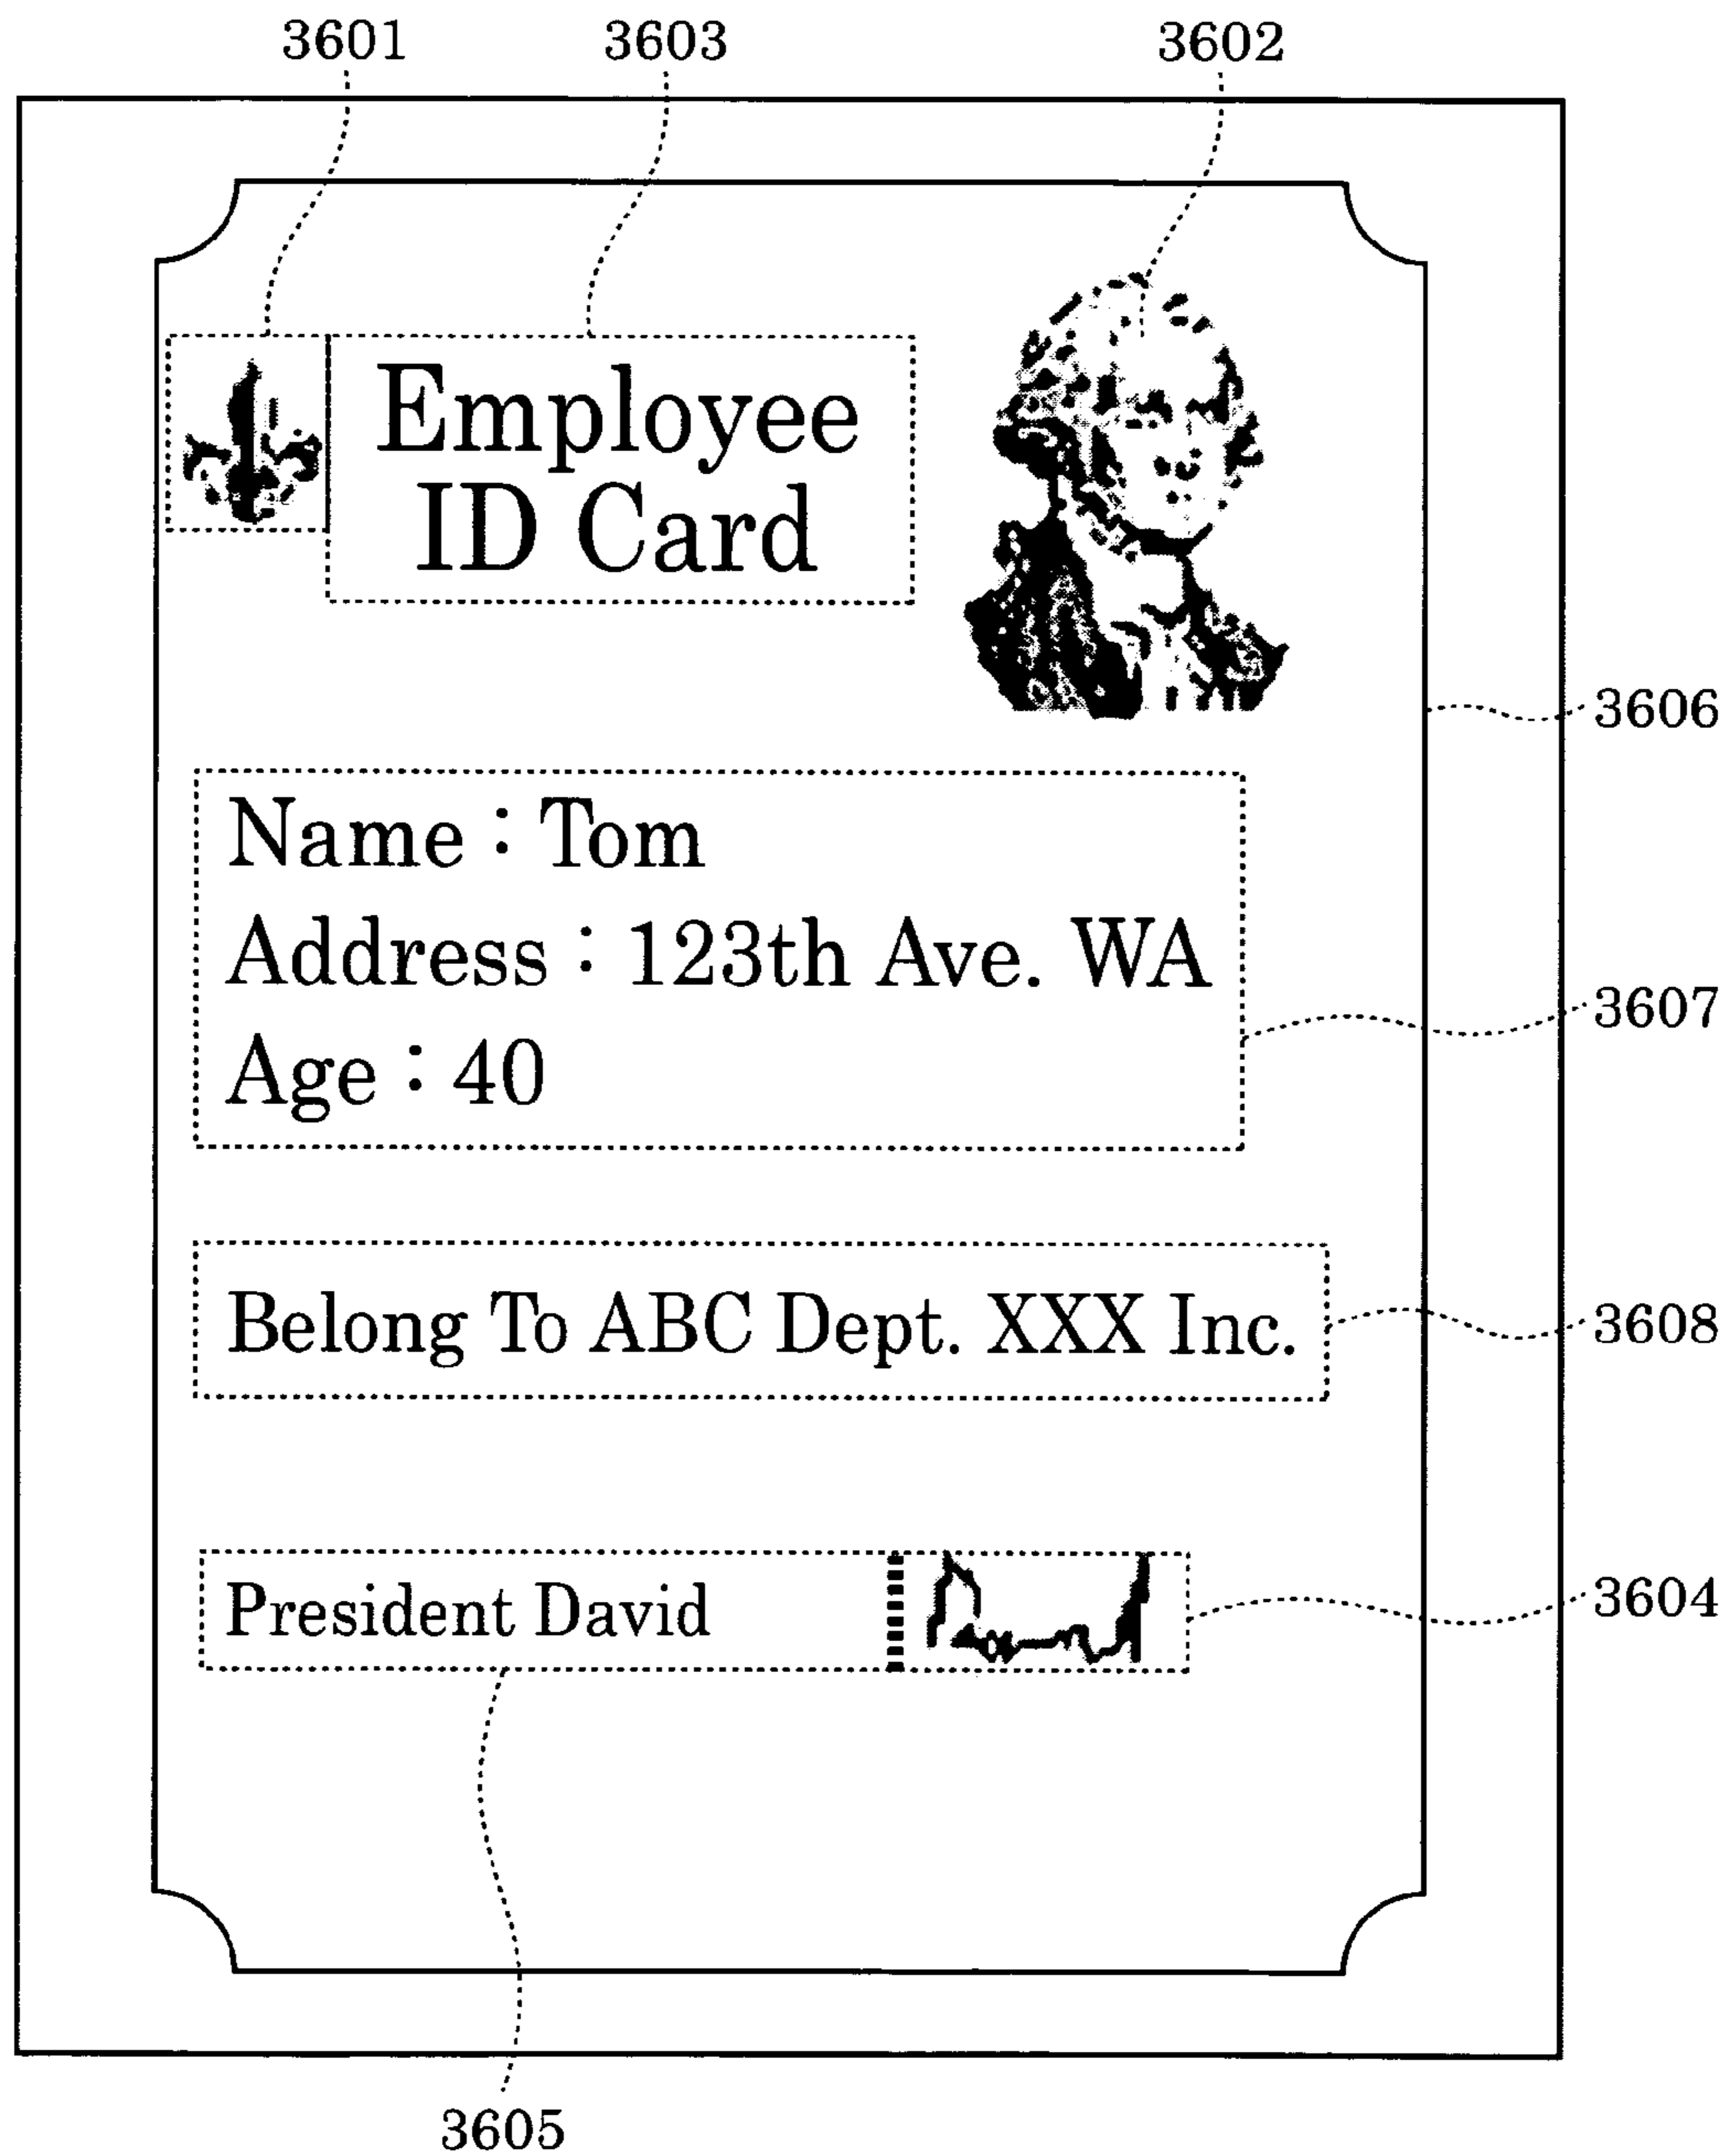 3601 3603 3602
Employee
ID Card
3606
Name : Tom
Address : 123th Ave. WA
3607
Age : 40
Belong To ABC Dept. XXX Inc.
3608
President David
3604
3605